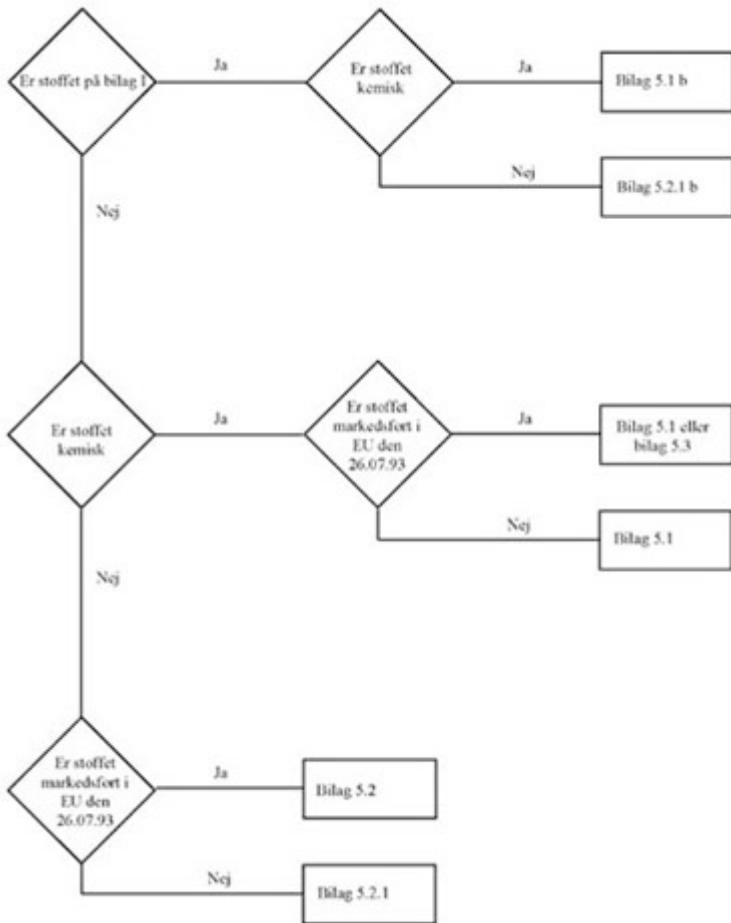 Er stoffet på bilag I
Ja
Er stoffet
kemisk
Ja
Bilag 5.1 b
Nej
Bilag 5.2.1 b
Nej
Er stoffet
kemisk
Ja
Er stoffet
markedsført i
EU den
26.07.93
Ja
Bilag 5.1 eller
bilag 5.3
Nej
Bilag 5.1
Nej
Er stoffet
markedsført i
EU den
26.07.93
Ja
Bilag 5.2
Nej
Bilag 5.2.1